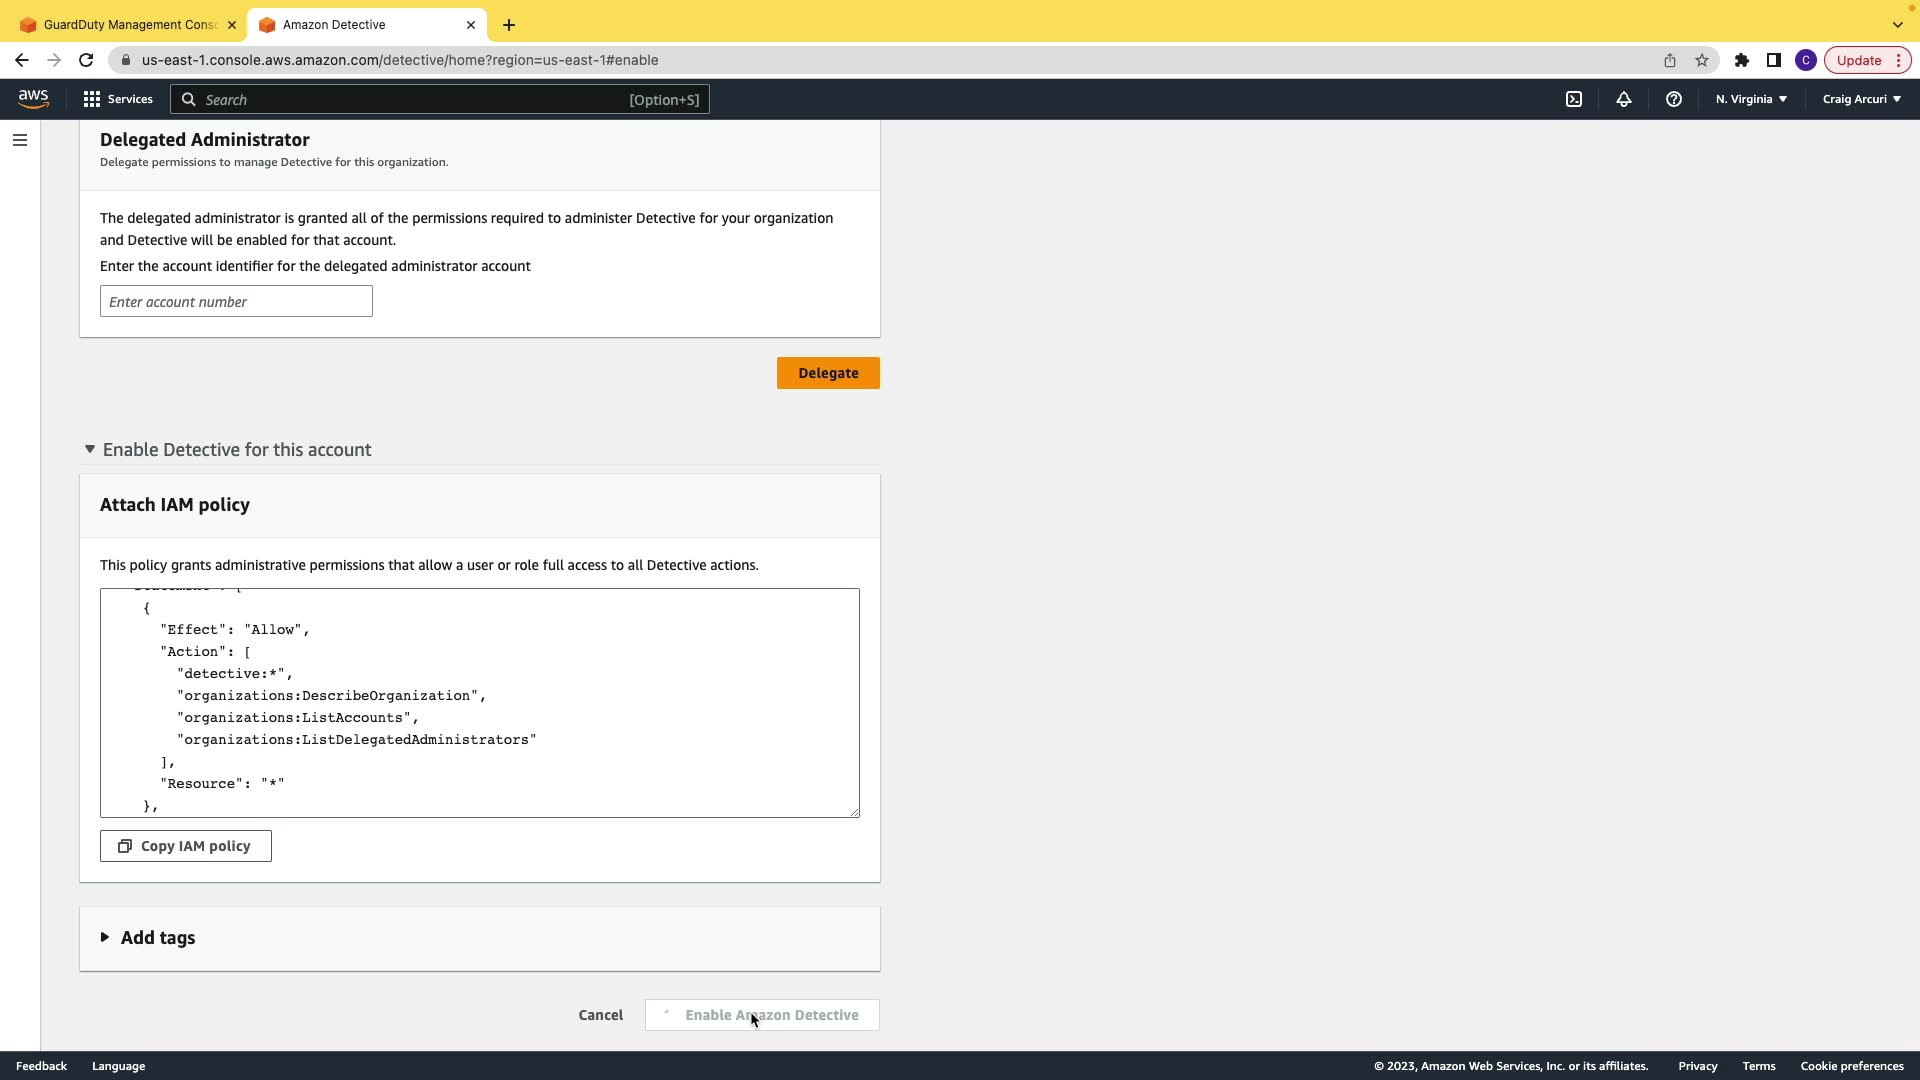 GuardDuty Management Conso
Amazon Detective
us-east-1.console.aws.amazon.com/detective/home?region=us-east-1#enable
C
Update
aws
Services
Search
[Option+S]
N. Virginia
Craig Arcuri
Delegated Administrator
Delegate permissions to manage Detective for this organization.
The delegated administrator is granted all of the permissions required to administer Detective for your organization
and Detective will be enabled for that account.
Enter the account identifier for the delegated administrator account
Enter account number
Delegate
Enable Detective for this account
Attach IAM policy
This policy grants administrative permissions that allow a user or role full access to all Detective actions.
{
"Effect": "Allow",
"Action": [
"detective:*",
"organizations:DescribeOrganization",
"organizations:ListAccounts",
"organizations:ListDelegatedAdministrators"
],
"Resource": "*"
},
Copy IAM policy
Add tags
Cancel
Enable Amazon Detective
Feedback
Language
© 2023, Amazon Web Services, Inc. or its affiliates.
Privacy
Terms
Cookie preferences